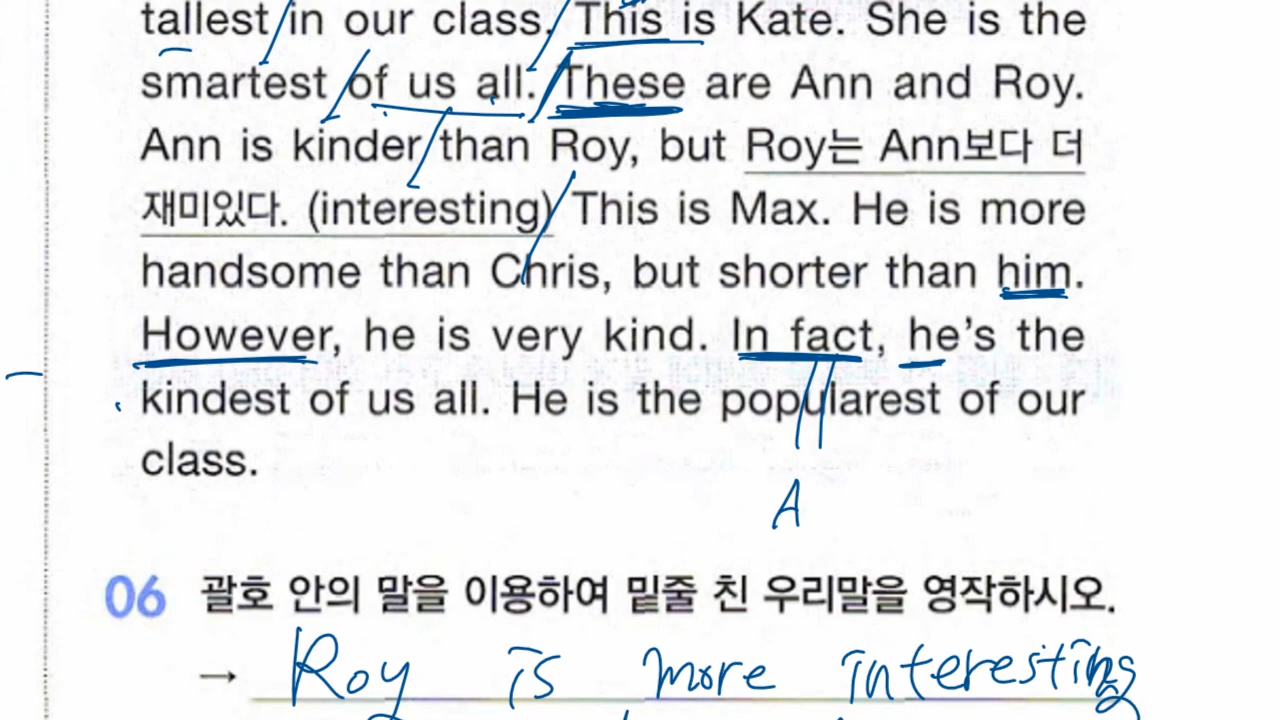 tallest in our class. This is Kate. She is the
smartest of us all. These are Ann and Roy.
Ann is kinder than Roy, but Roy는 Ann보다 더
재미있다. (interesting) This is Max. He is more
handsome than Chris, but shorter than him.
However, he is very kind. In fact, he's the
kindest of us all. He is the popularest of our
class.
A
06 괄호 안의 말을 이용하여 밑줄 친 우리말을 영작하시오.
→ Roy is more interesting